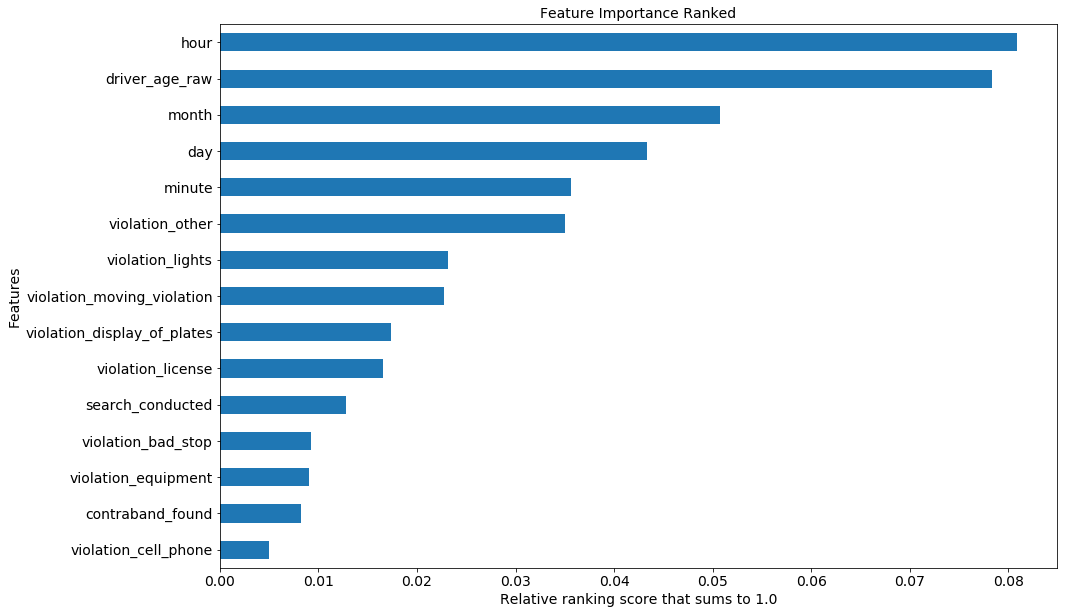 Feature Importance Ranked
hour
driver_age_raw
month
day
minute
violation_other
violation_lights
violation_moving_violation
violation_display_of_plates
violation_license
search_conducted
violation_bad_stop
violation_equipment
contraband_found
violation_cell_phone
Features
0.00 0.01 0.02 0.03 0.04 0.05 0.06 0.07 0.08
Relative ranking score that sums to 1.0